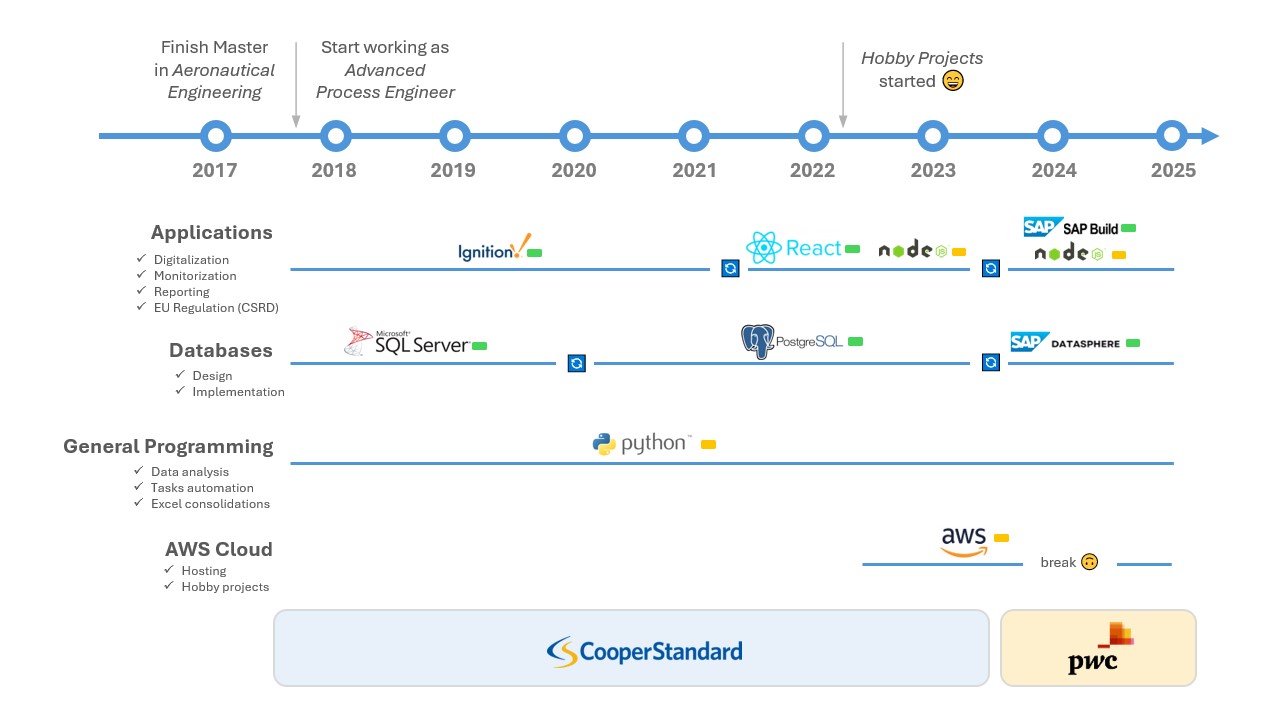 Finish Master
in Aeronautical
Engineering
Start working as
Advanced
Process Engineer
Hobby Projects
started 😄
2017
2018
2019
2020
2021
2022
2023
2024
2025
Applications
✓ Digitalization
✓ Monitorization
✓ Reporting
✓ EU Regulation (CSRD)
Ignition!
React
node JS
SAP SAP Build
node JS
Databases
✓ Design
✓ Implementation
Microsoft®
SQL Server
PostgreSQL
SAP DATASPHERE
General Programming
✓ Data analysis
✓ Tasks automation
✓ Excel consolidations
python™
AWS Cloud
✓ Hosting
✓ Hobby projects
aws
break 🙃
CooperStandard
pwc